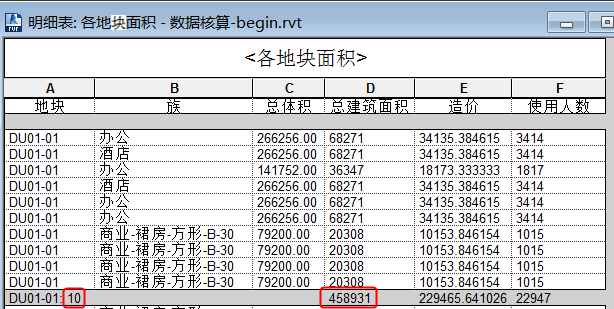 明细表: 各地块面积 - 数据核算-begin.rvt
<各地块面积>
A B C D E F
地块 族 总体积 总建筑面积 造价 使用人数
DU01-01 办公 266256.00 68271 34135.384615 3414
DU01-01 酒店 266256.00 68271 34135.384615 3414
DU01-01 办公 141752.00 36347 18173.333333 1817
DU01-01 酒店 266256.00 68271 34135.384615 3414
DU01-01 办公 266256.00 68271 34135.384615 3414
DU01-01 办公 266256.00 68271 34135.384615 3414
DU01-01 商业-裙房-方形-B-30 79200.00 20308 10153.846154 1015
DU01-01 商业-裙房-方形-B-30 79200.00 20308 10153.846154 1015
DU01-01 商业-裙房-方形-B-30 79200.00 20308 10153.846154 1015
DU01-01 商业-裙房-方形-B-30 79200.00 20308 10153.846154 1015
DU01-01: 10 458931 229465.641026 22947